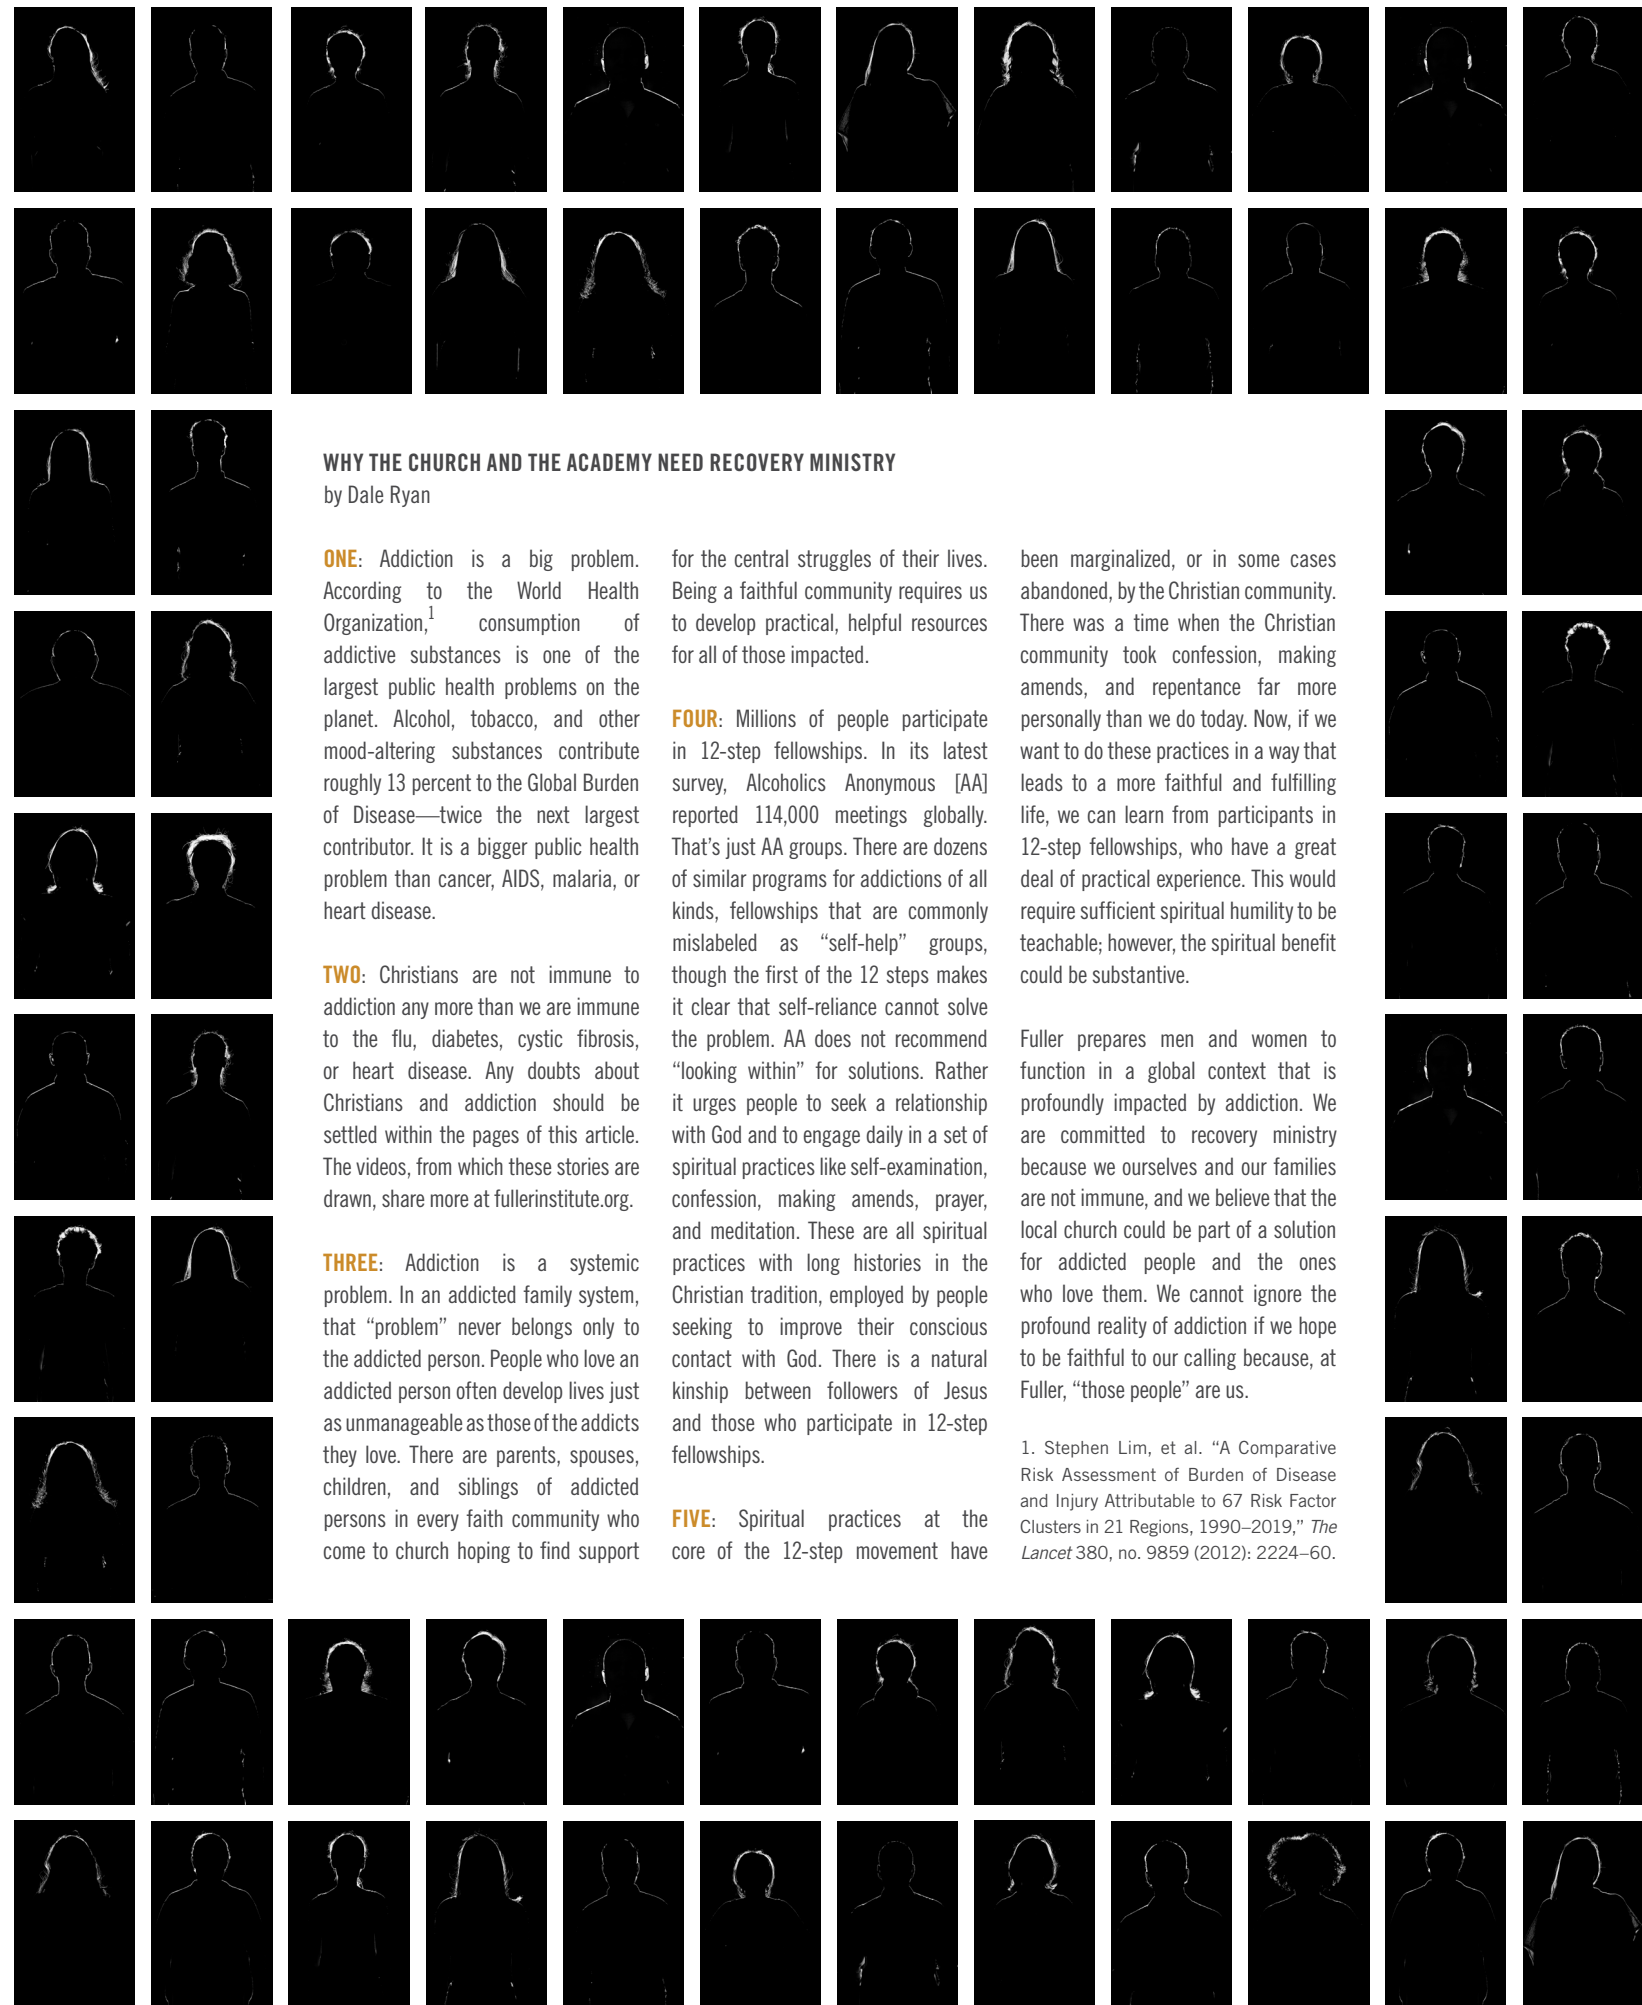 WHY THE CHURCH AND THE ACADEMY NEED RECOVERY MINISTRY
by Dale Ryan
ONE: Addiction is a big problem.
According to the World Health
Organization,1 consumption of
addictive substances is one of the
largest public health problems on the
planet. Alcohol, tobacco, and other
mood-altering substances contribute
roughly 13 percent to the Global Burden
of Disease—twice the next largest
contributor. It is a bigger public health
problem than cancer, AIDS, malaria, or
heart disease.
TWO: Christians are not immune to
addiction any more than we are immune
to the flu, diabetes, cystic fibrosis,
or heart disease. Any doubts about
Christians and addiction should be
settled within the pages of this article.
The videos, from which these stories are
drawn, share more at fullerinstitute.org.
THREE: Addiction is a systemic
problem. In an addicted family system,
that “problem” never belongs only to
the addicted person. People who love an
addicted person often develop lives just
as unmanageable as those of the addicts
they love. There are parents, spouses,
children, and siblings of addicted
persons in every faith community who
come to church hoping to find support
for the central struggles of their lives.
Being a faithful community requires us
to develop practical, helpful resources
for all of those impacted.
FOUR: Millions of people participate
in 12-step fellowships. In its latest
survey, Alcoholics Anonymous [AA]
reported 114,000 meetings globally.
That’s just AA groups. There are dozens
of similar programs for addictions of all
kinds, fellowships that are commonly
mislabeled as “self-help” groups,
though the first of the 12 steps makes
it clear that self-reliance cannot solve
the problem. AA does not recommend
“looking within” for solutions. Rather
it urges people to seek a relationship
with God and to engage daily in a set of
spiritual practices like self-examination,
confession, making amends, prayer,
and meditation. These are all spiritual
practices with long histories in the
Christian tradition, employed by people
seeking to improve their conscious
contact with God. There is a natural
kinship between followers of Jesus
and those who participate in 12-step
fellowships.
FIVE: Spiritual practices at the
core of the 12-step movement have
been marginalized, or in some cases
abandoned, by the Christian community.
There was a time when the Christian
community took confession, making
amends, and repentance far more
personally than we do today. Now, if we
want to do these practices in a way that
leads to a more faithful and fulfilling
life, we can learn from participants in
12-step fellowships, who have a great
deal of practical experience. This would
require sufficient spiritual humility to be
teachable; however, the spiritual benefit
could be substantive.
Fuller prepares men and women to
function in a global context that is
profoundly impacted by addiction. We
are committed to recovery ministry
because we ourselves and our families
are not immune, and we believe that the
local church could be part of a solution
for addicted people and the ones
who love them. We cannot ignore the
profound reality of addiction if we hope
to be faithful to our calling because, at
Fuller, “those people” are us.
1. Stephen Lim, et al. “A Comparative
Risk Assessment of Burden of Disease
and Injury Attributable to 67 Risk Factor
Clusters in 21 Regions, 1990–2019,” The
Lancet 380, no. 9859 (2012): 2224–60.